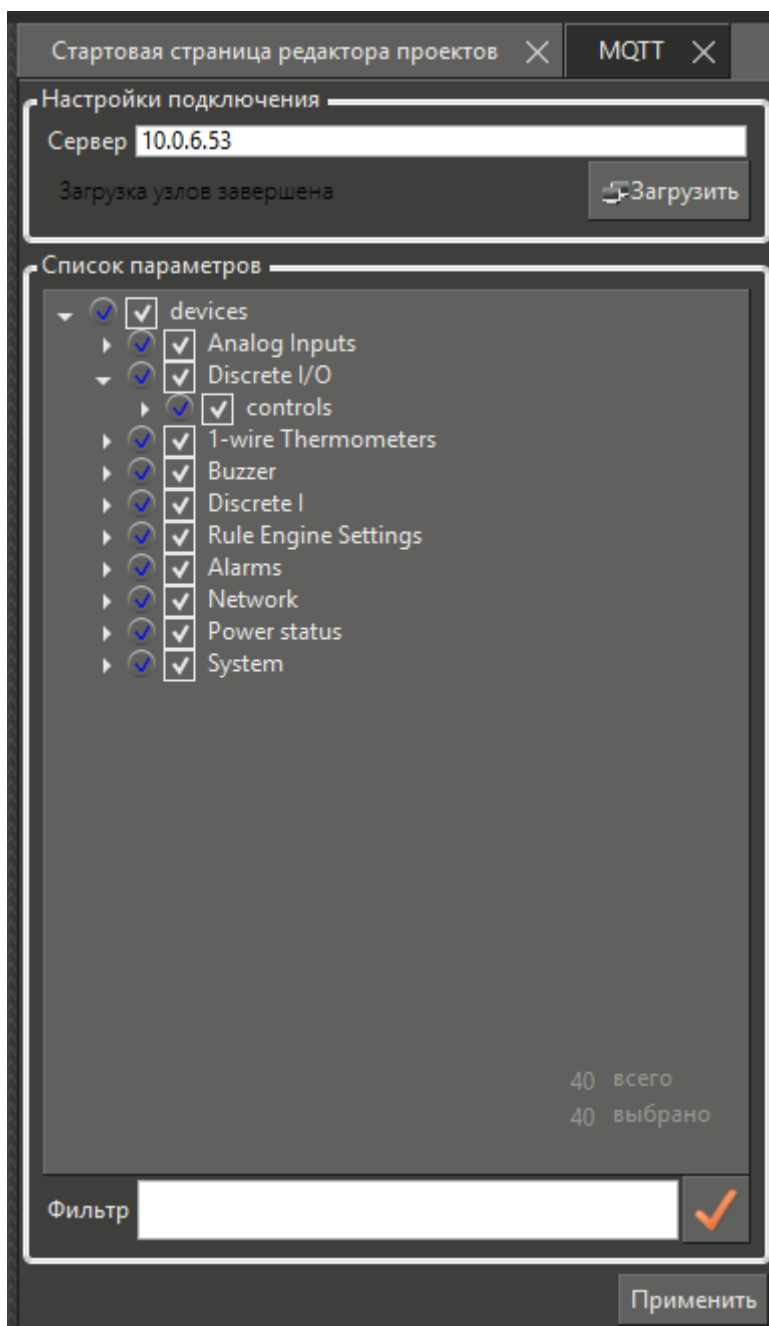 Стартовая страница редактора проектов
MQTT
Настройки подключения
Сервер 10.0.6.53
Загрузка узлов завершена
Загрузить
Список параметров
devices
Analog Inputs
Discrete I/O
controls
1-wire Thermometers
Buzzer
Discrete I
Rule Engine Settings
Alarms
Network
Power status
System
40 всего
40 выбрано
Фильтр
Применить